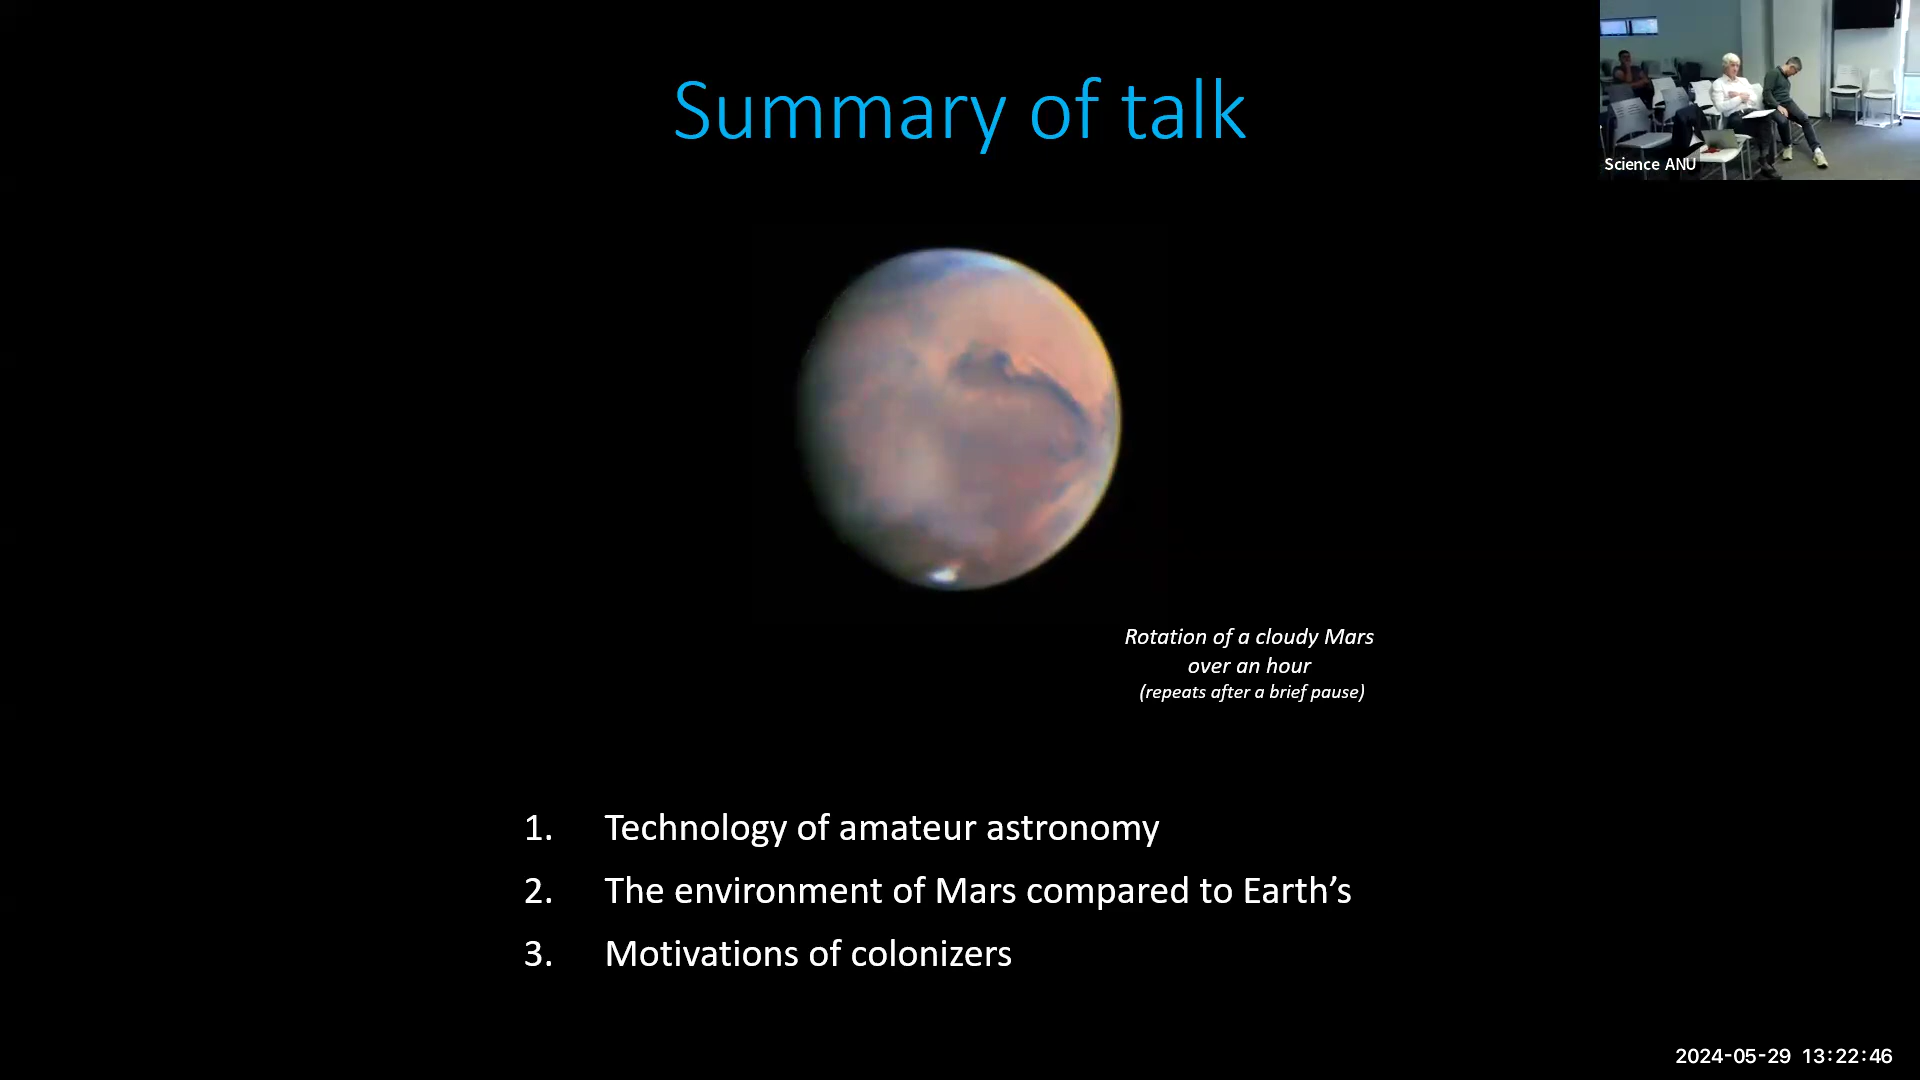 Summary of talk
Science ANU
Rotation of a cloudy Mars
over an hour
(repeats after a brief pause)
1. Technology of amateur astronomy
2. The environment of Mars compared to Earth’s
3. Motivations of colonizers
2024-05-29 13:22:46